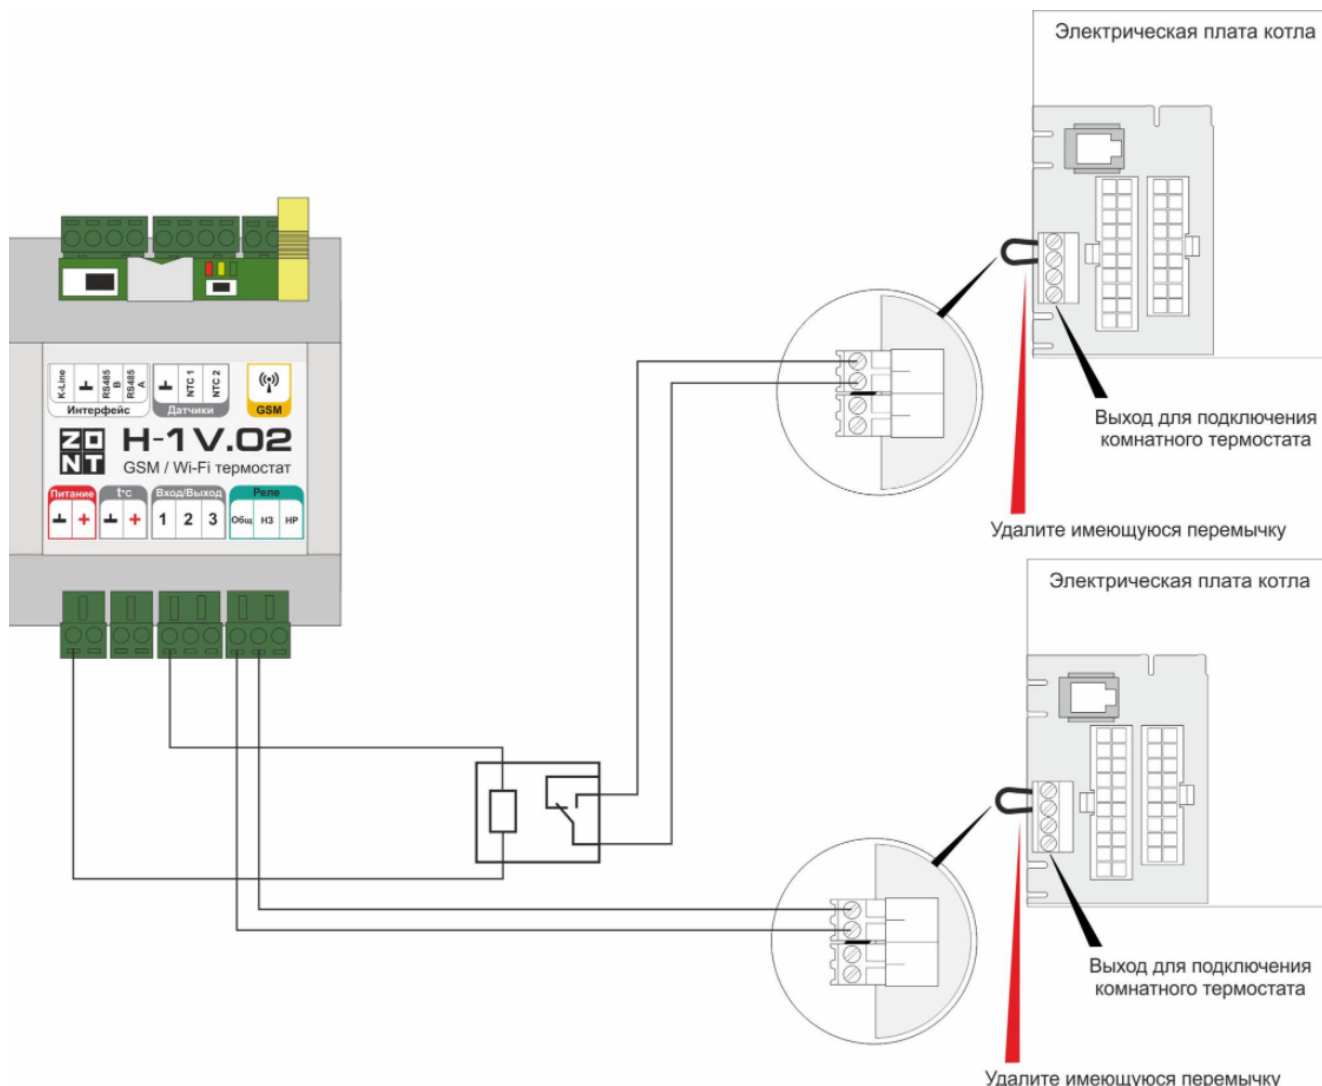 Электрическая плата котла
K-Line
RS485 B
RS485 A
NTC 1
NTC 2
Интерфейс
Датчики
GSM
ZONT
H-1V.02
GSM / Wi-Fi термостат
Питание
t°c
Вход/Выход
Реле
+
+
1
2
3
Общ
НЗ
НР
Выход для подключения
комнатного термостата
Удалите имеющуюся перемычку
Электрическая плата котла
Выход для подключения
комнатного термостата
Удалите имеющуюся перемычку